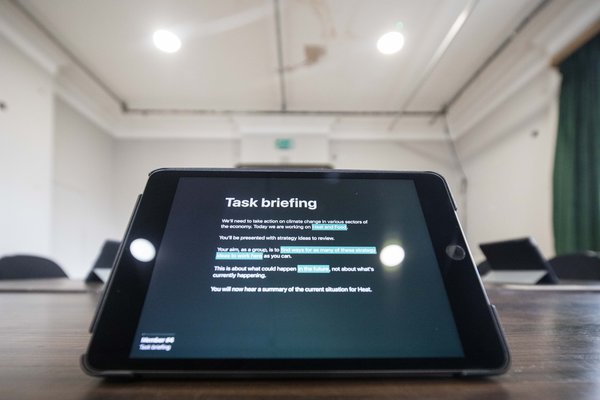 Task briefing
We'll need to take action on climate change in various sectors of
the economy. Today we are working on Heat and Food.
You'll be presented with strategy ideas to review.
Your aim, as a group, is to find ways for as many of these strategy
ideas to work here as you can.
This is about what could happen in the future, not about what's
currently happening.
You will now hear a summary of the current situation for Heat.
Member
Task briefing)